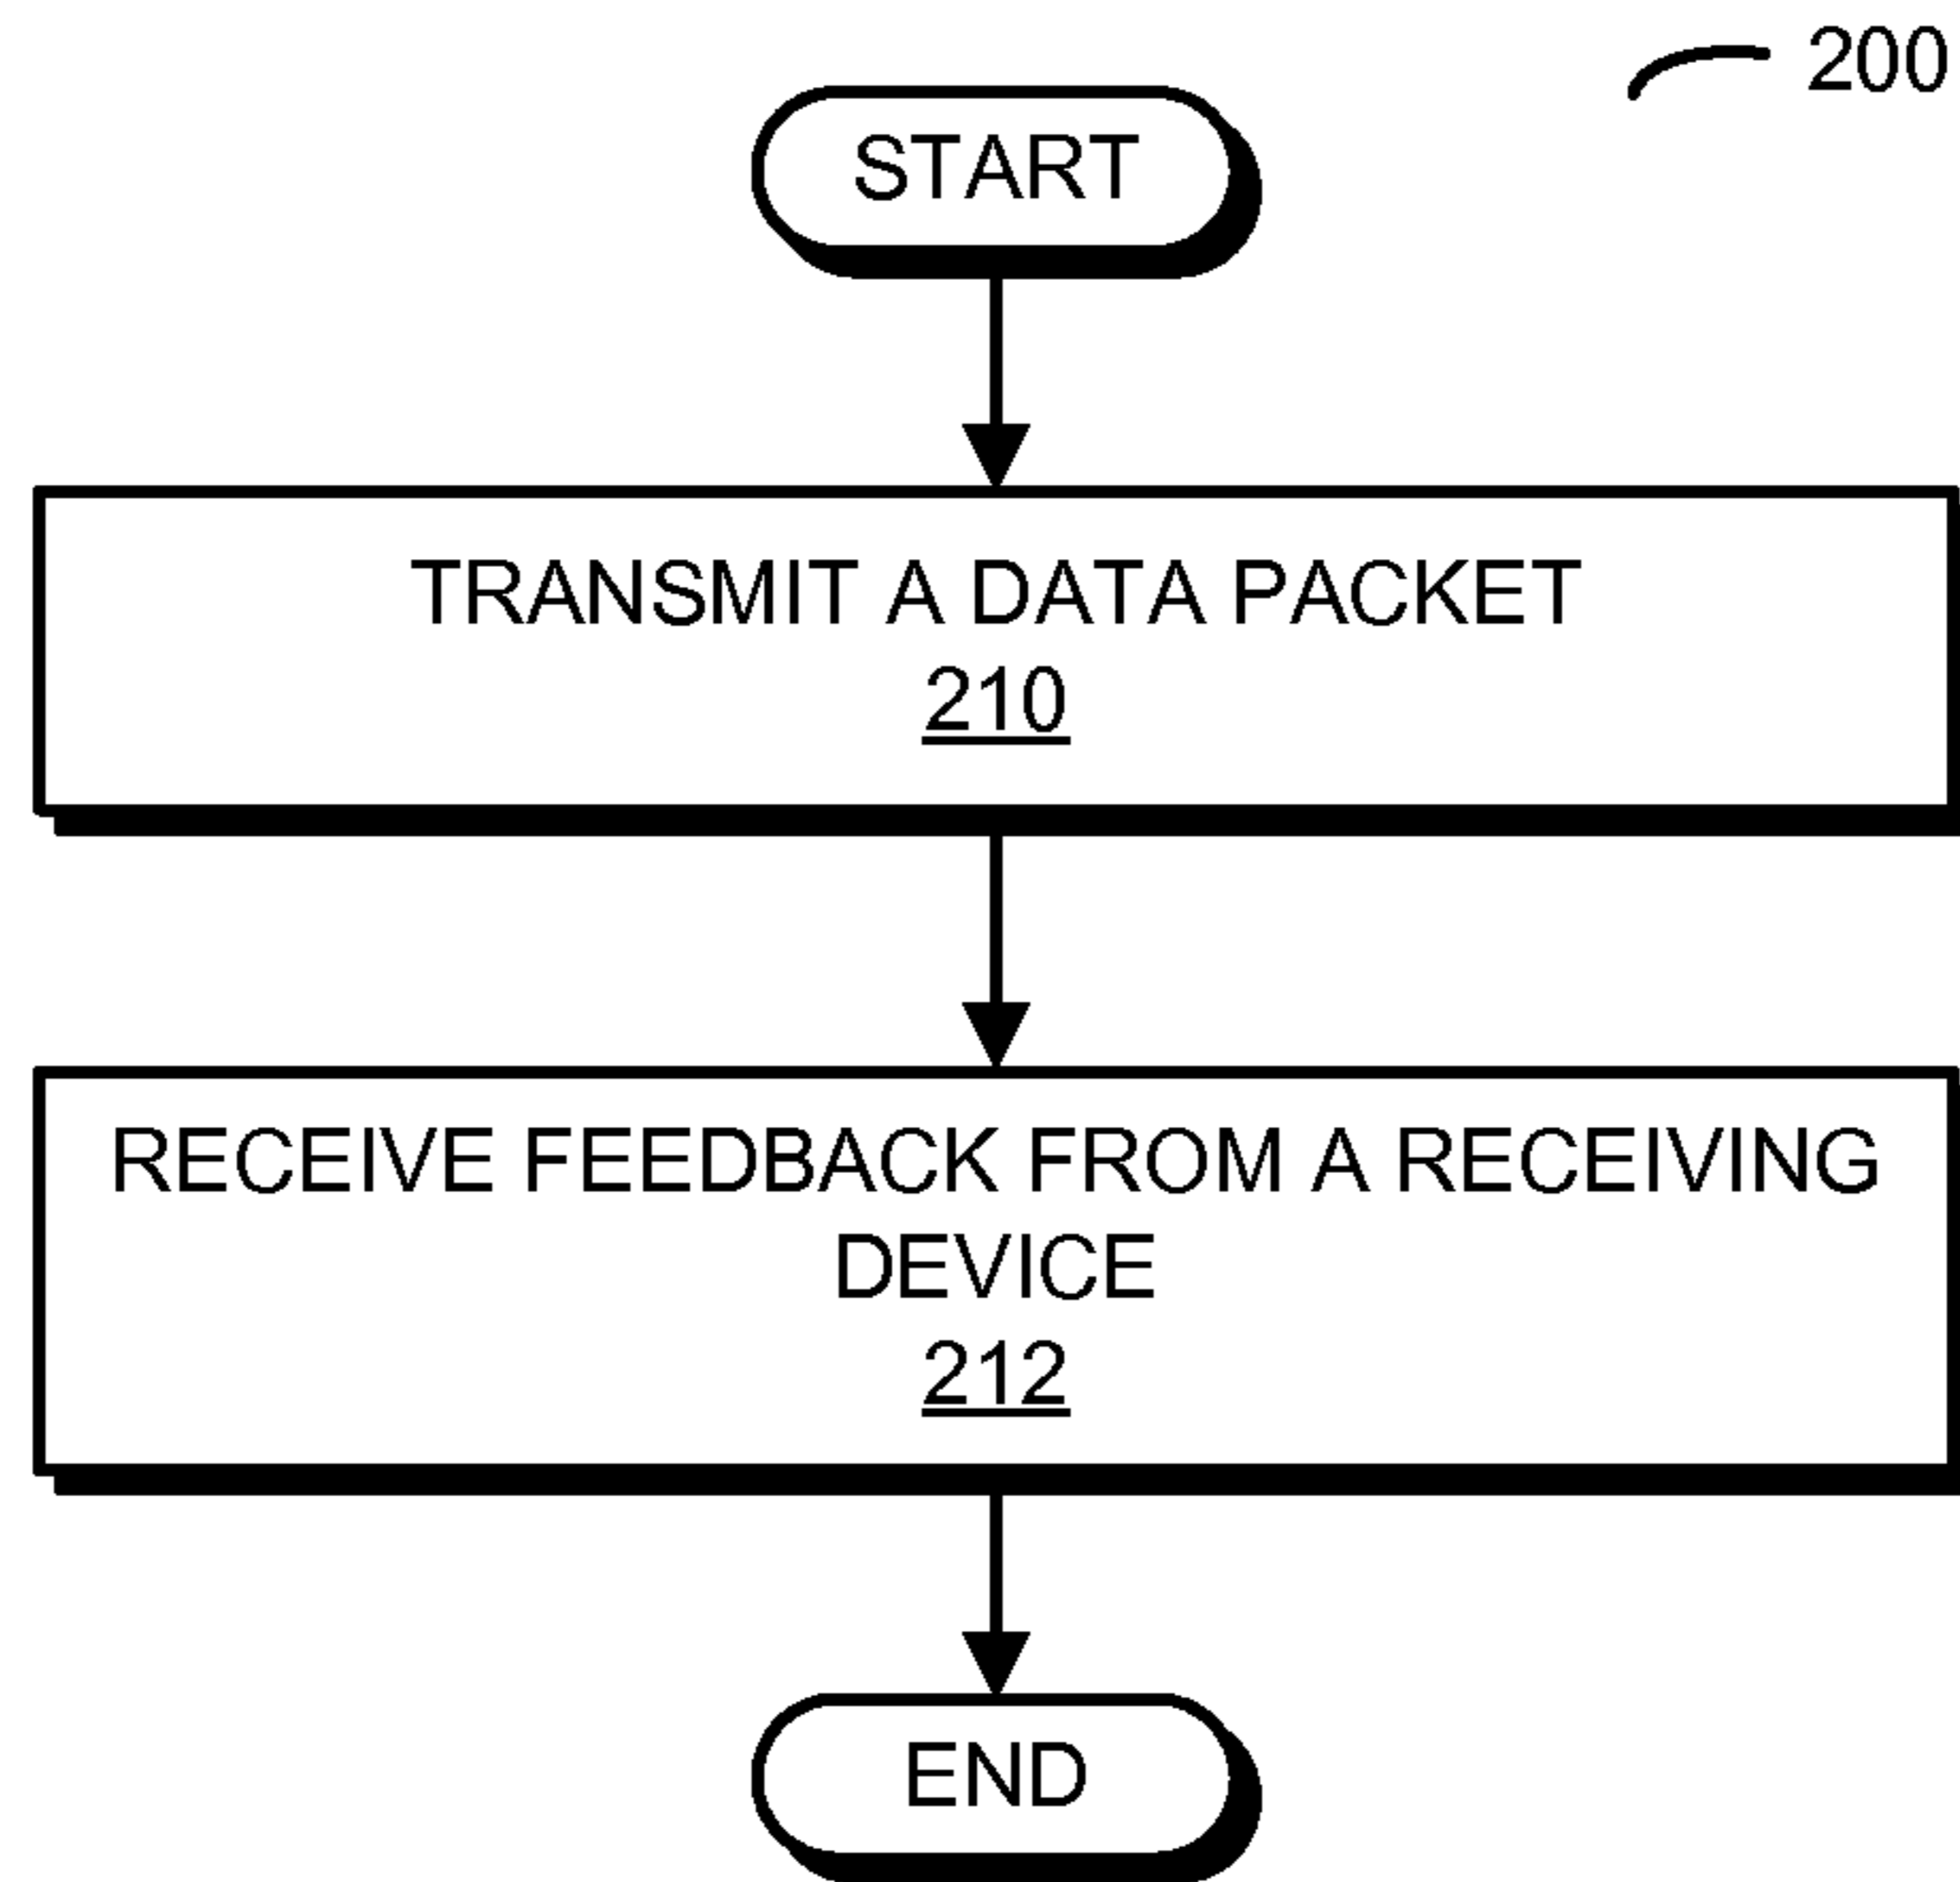 200
START
TRANSMIT A DATA PACKET
210
RECEIVE FEEDBACK FROM A RECEIVING
DEVICE
212
END